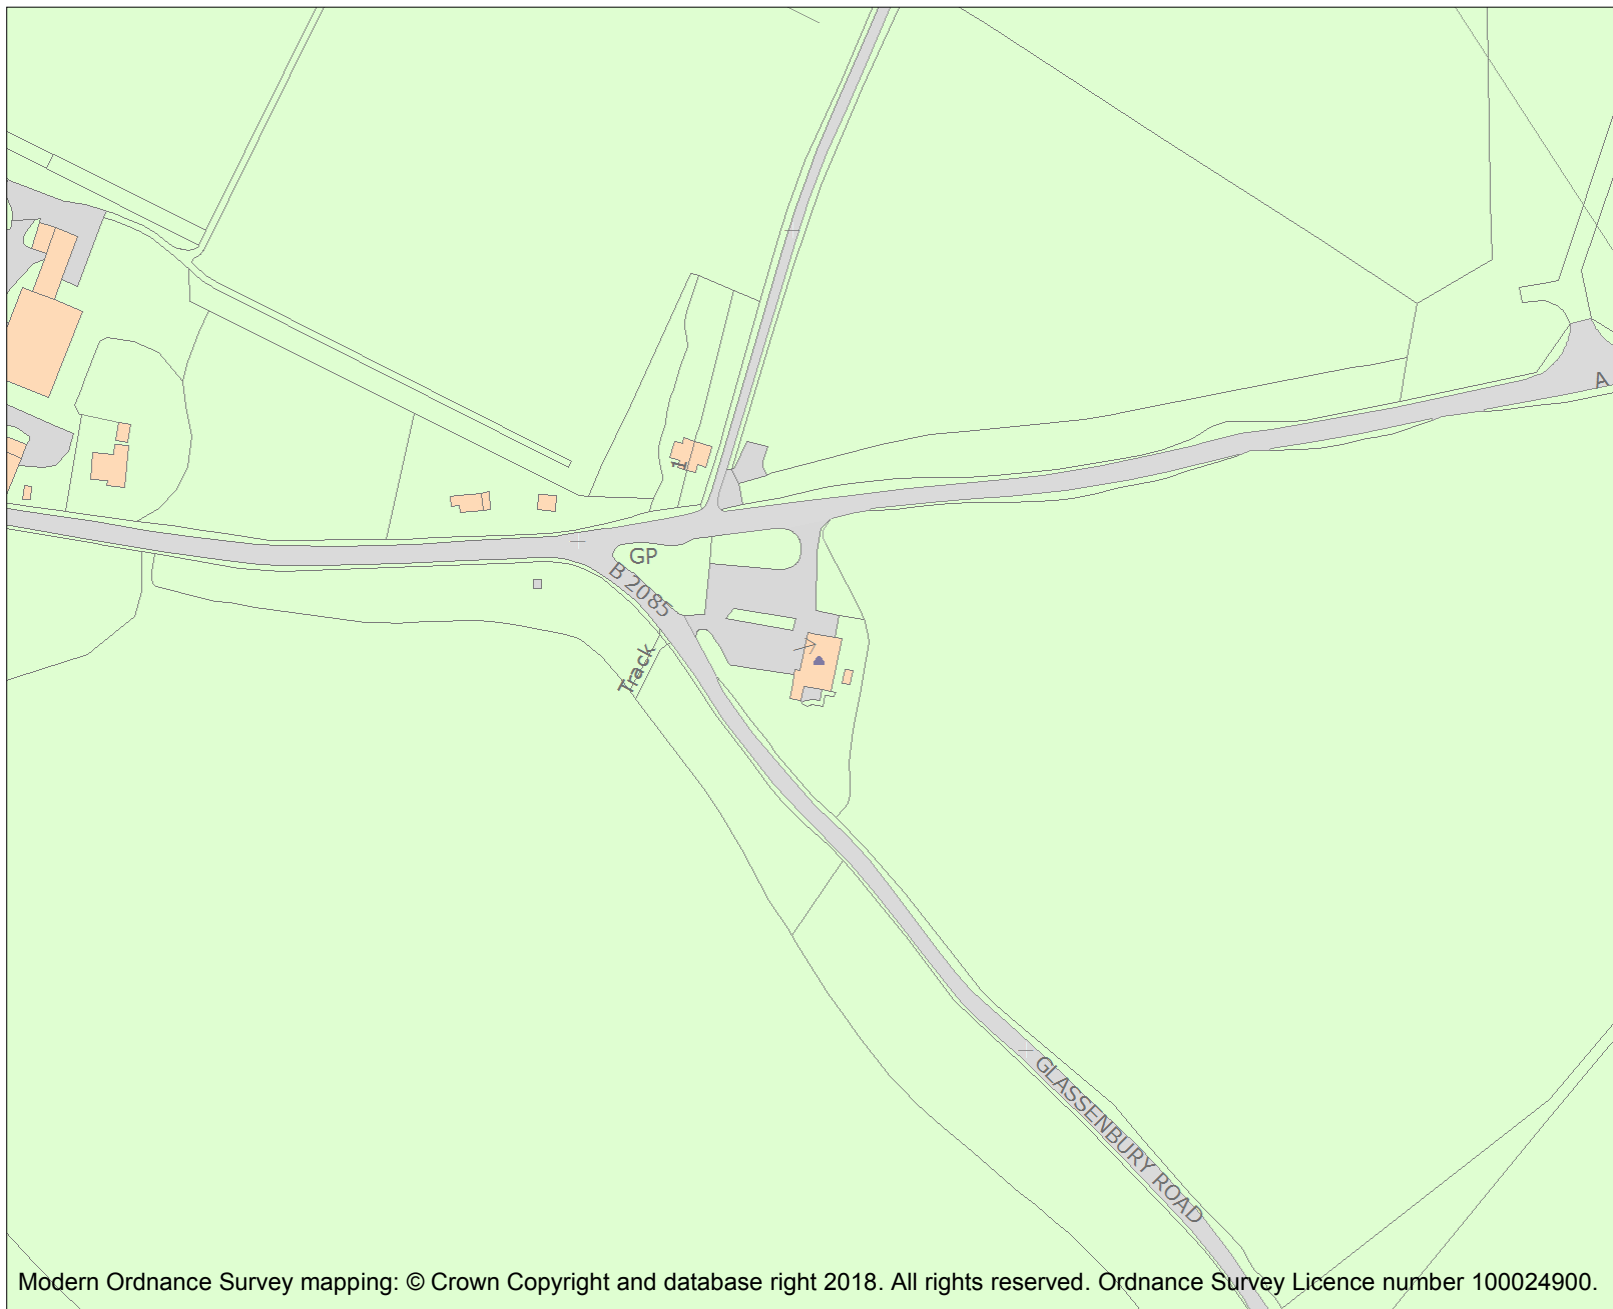 A
1
GP
B 2085
Track
GLASSENBURY ROAD
Modern Ordnance Survey mapping: © Crown Copyright and database right 2018. All rights reserved. Ordnance Survey Licence number 100024900.